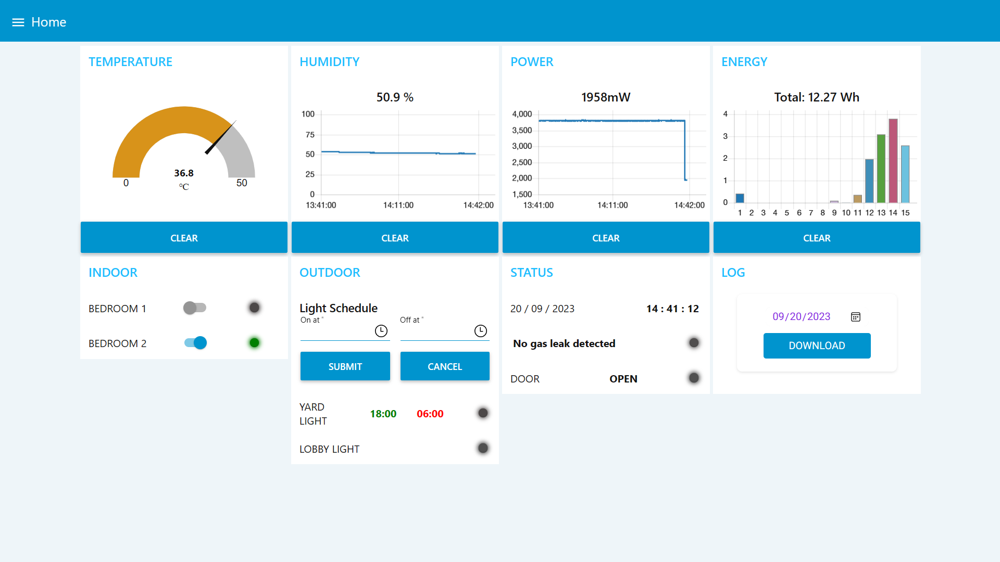 Home
TEMPERATURE
36.8
°C
0
50
CLEAR
HUMIDITY
50.9 %
100
75
50
25
0
13:41:00 14:11:00 14:42:00
CLEAR
POWER
1958mW
4,000
3,500
3,000
2,500
2,000
1,500
13:41:00 14:11:00 14:42:00
CLEAR
ENERGY
Total: 12.27 Wh
4
3
2
1
0
1 2 3 4 5 6 7 8 9 10 11 12 13 14 15
CLEAR
INDOOR
BEDROOM 1
BEDROOM 2
OUTDOOR
Light Schedule
On at * Off at *
SUBMIT CANCEL
YARD
LIGHT 18:00 06:00
LOBBY LIGHT
STATUS
20 / 09 / 2023 14 : 41 : 12
No gas leak detected
DOOR OPEN
LOG
09/20/2023
DOWNLOAD